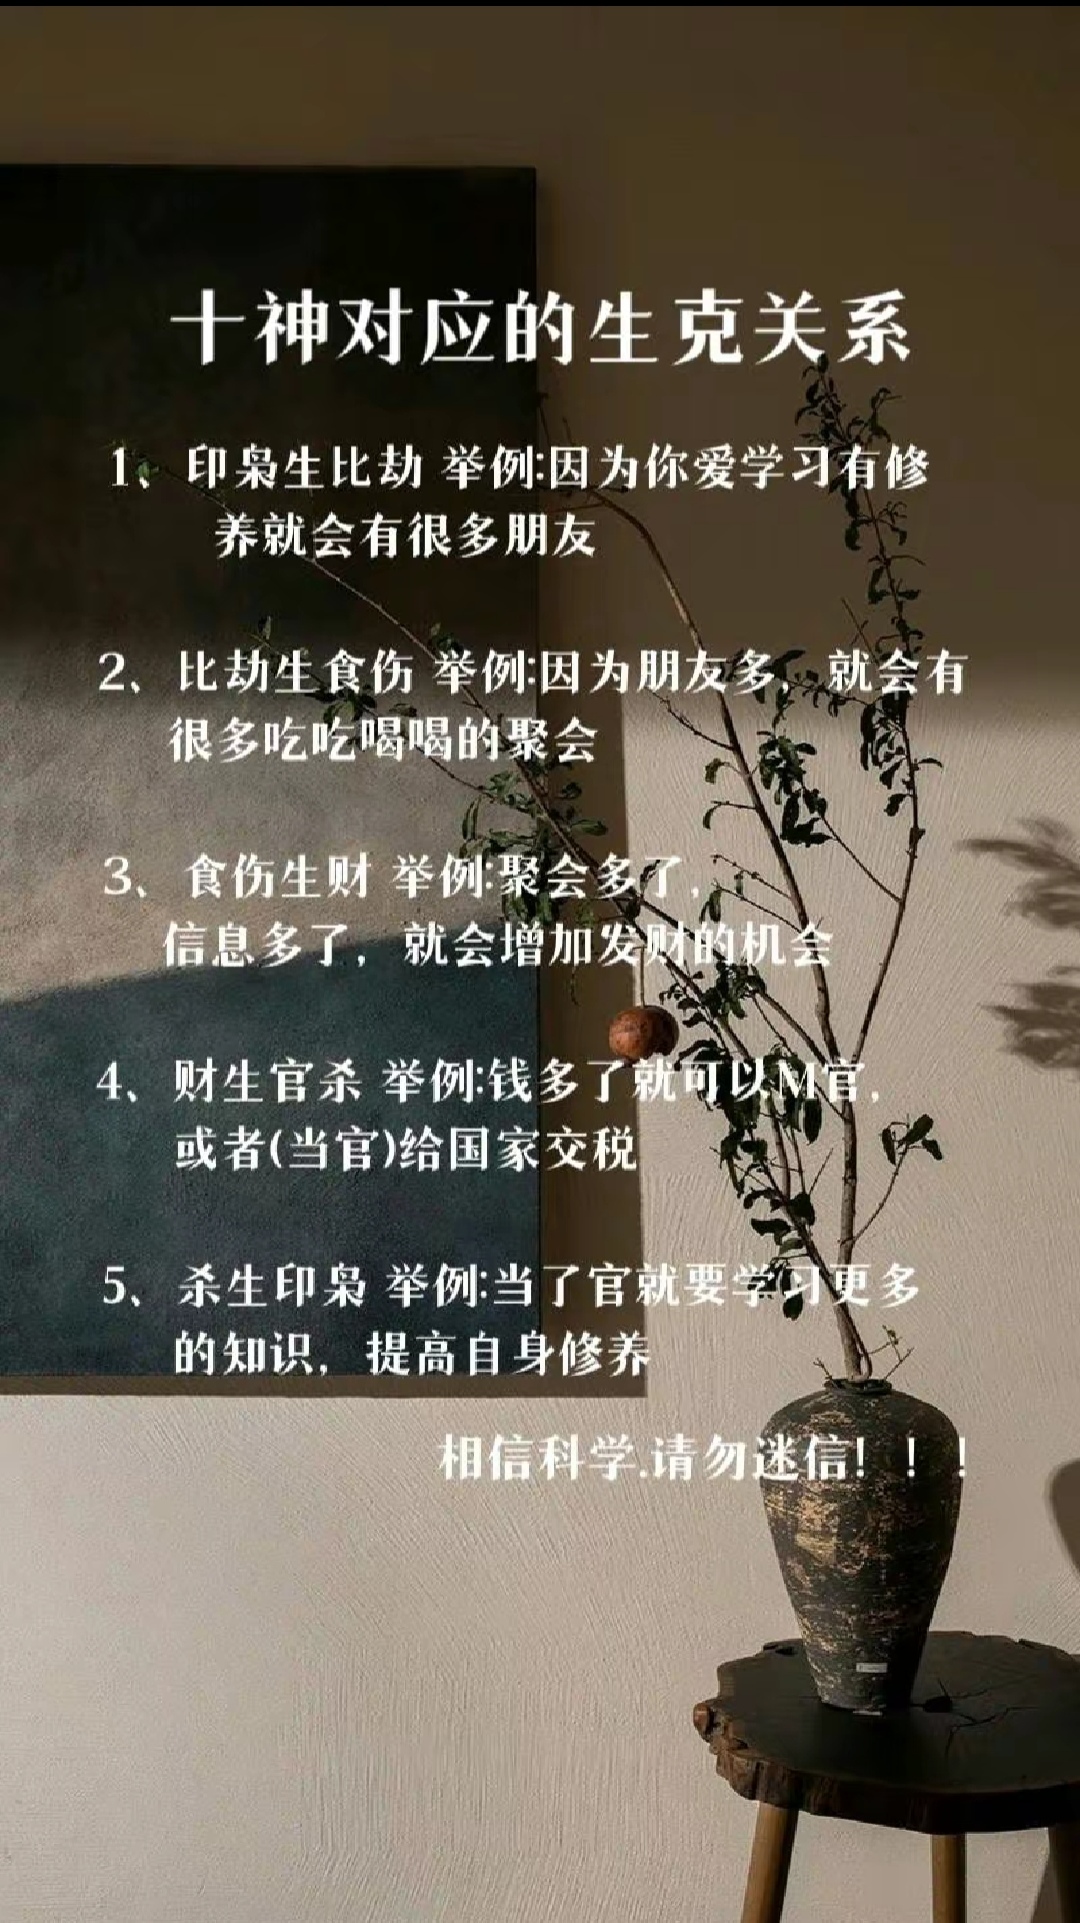 十神对应的生克关系
1、印枭生比劫 举例:因为你爱学习有修
养就会有很多朋友
2、比劫生食伤 举例:因为朋友多，就会有
很多吃吃喝喝的聚会
3、食伤生财 举例:聚会多了，
信息多了，就会增加发财的机会
4、财生官杀 举例:钱多了就可以M官，
或者(当官)给国家交税
5、杀生印枭 举例:当了官就要学习更多
的知识，提高自身修养
相信科学.请勿迷信！！！